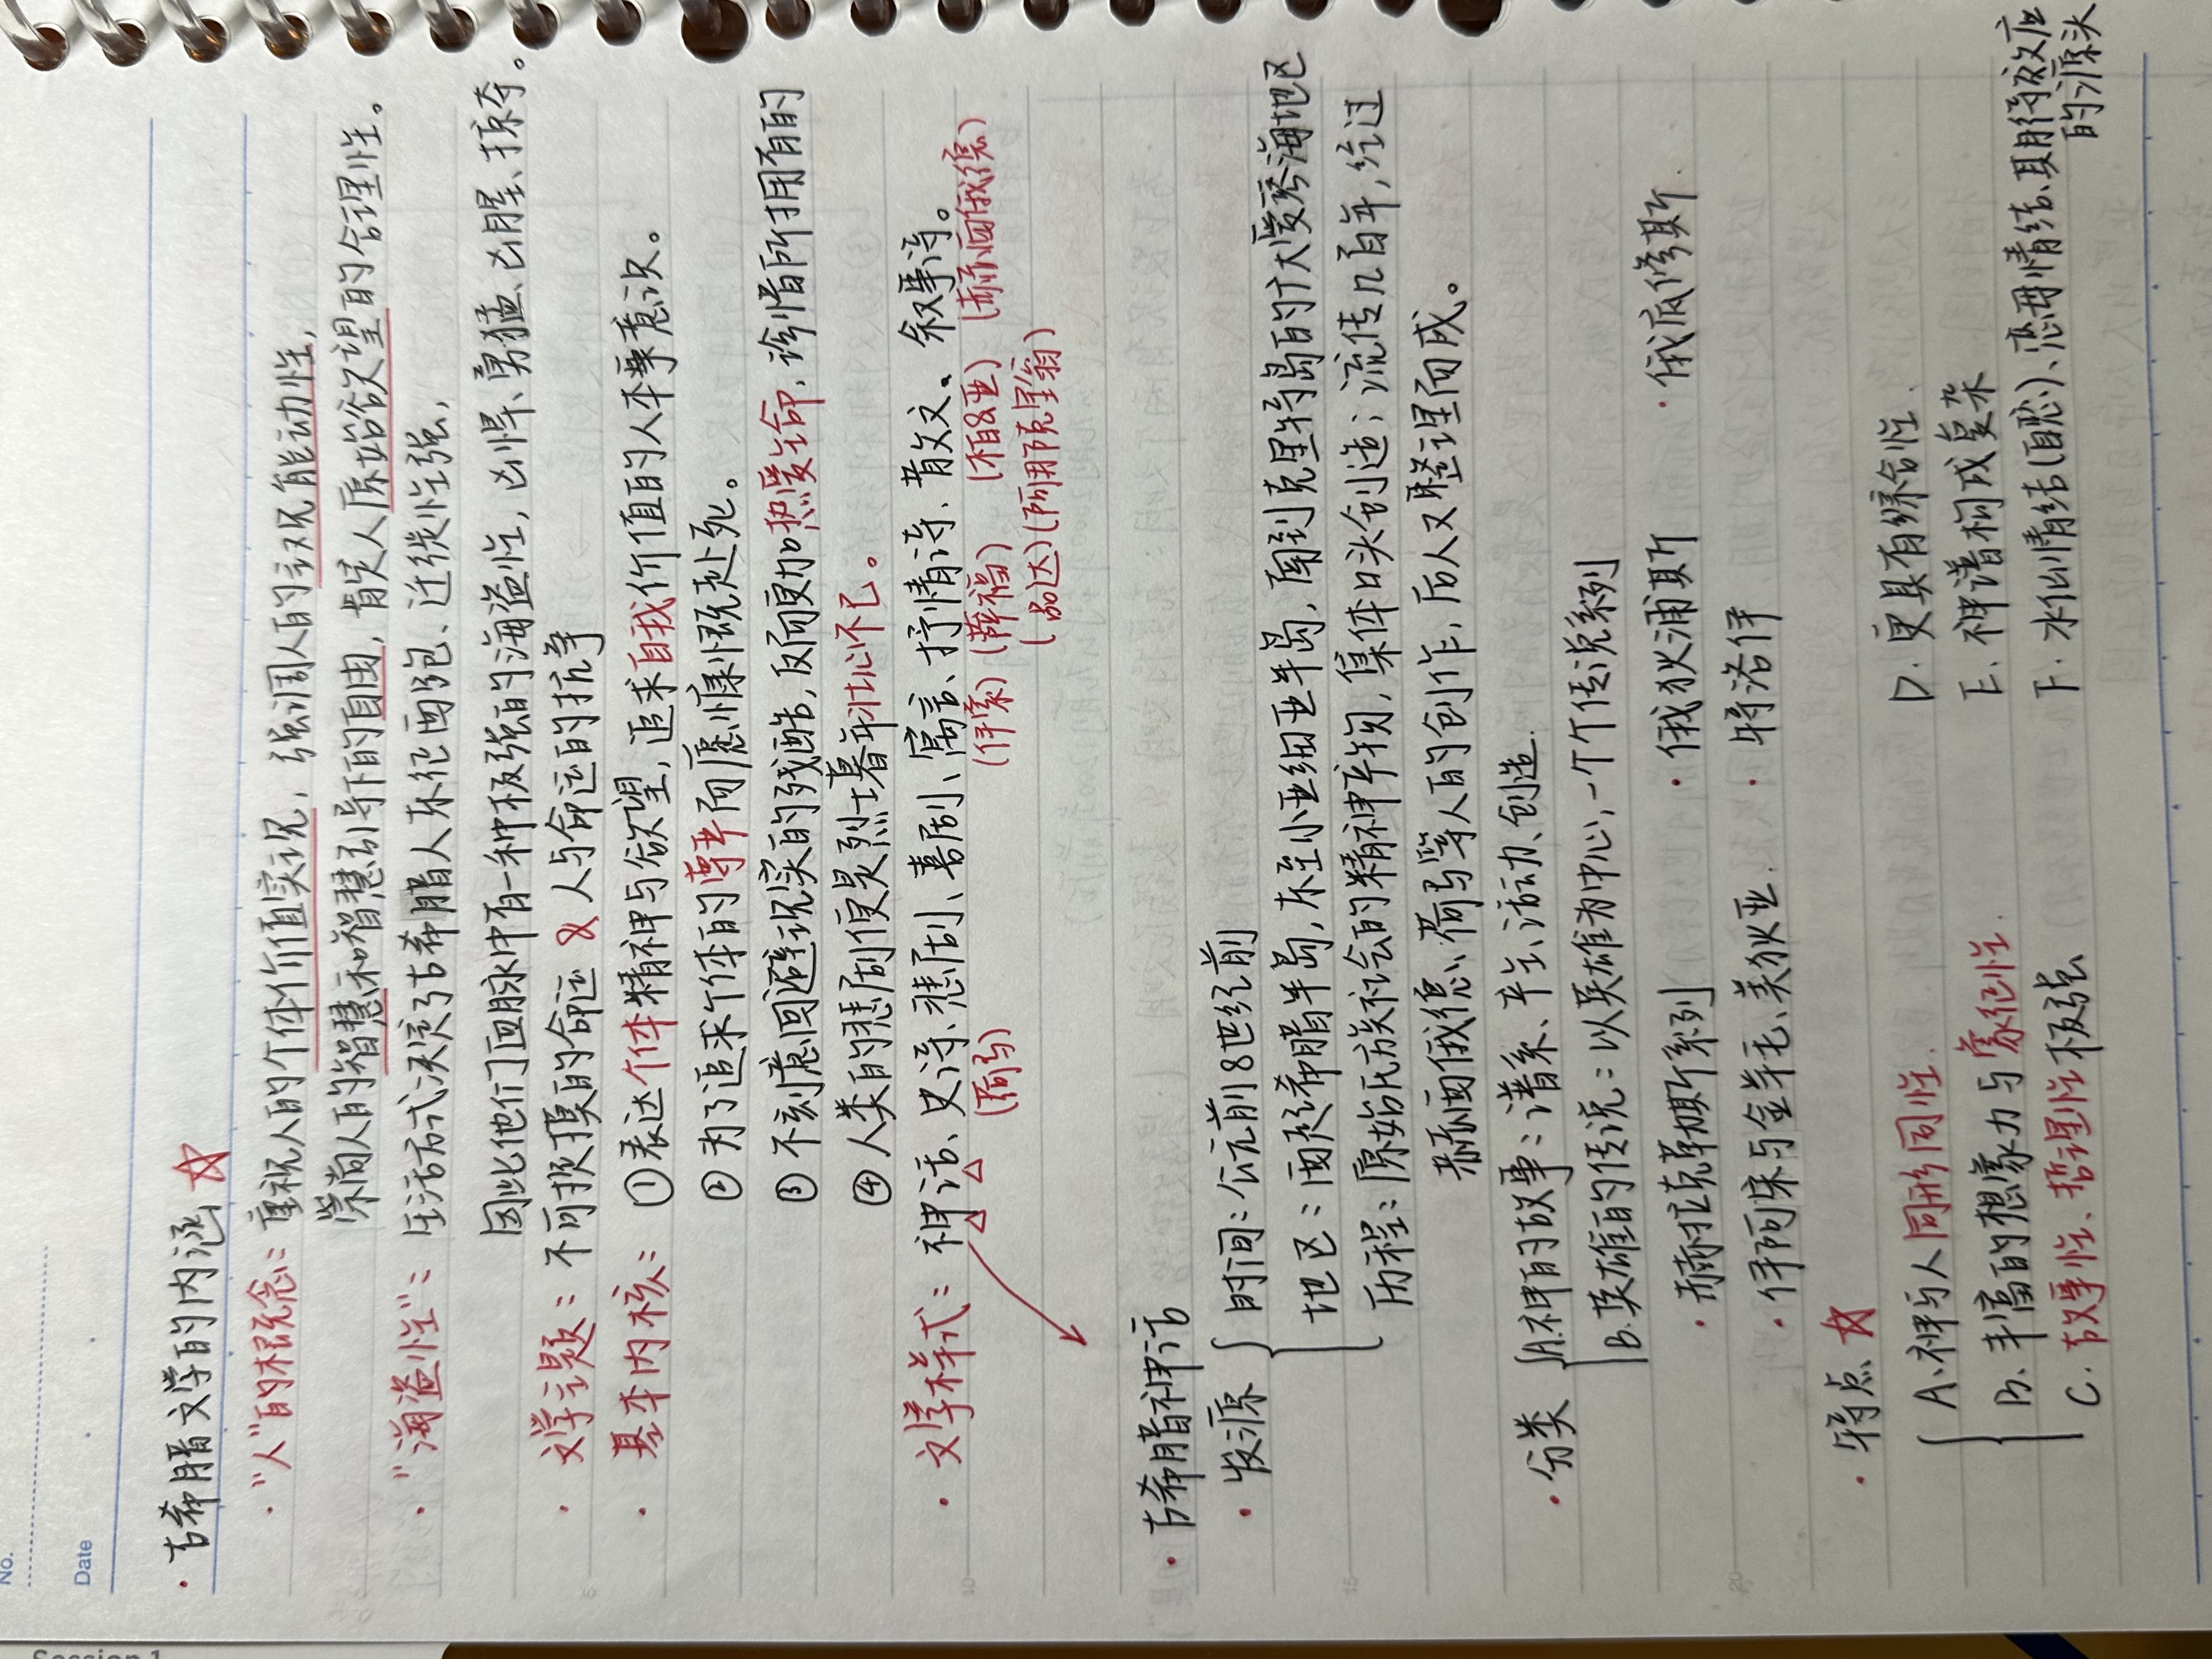 Session 1
No.
Date
· 古希腊文学的内涵 ☆
· “人”的概念: 重视人的个体价值实现, 强调人的主观能动性,
崇尚人的智慧和智慧引导下的自由, 肯定人原始欲望的合理性。
· “海盗性”: 生活方式决定了古希腊人东征西跑、迁徙性强,
因此他们血脉中有一种极强的海盗性, 凶悍、勇猛、凶腥、掠夺。
· 文学主题: 不可捉摸的命运 & 人与命运的抗争
· 基本内核: ①表达个体精神与欲望, 追求自我价值的人本事意识。
② 为了追求个体的尊严而愿慷慨赴死。
③ 不刻意回避现实的残酷, 反而更加热爱生命, 珍惜所拥有的
④ 人类的悲剧便是烈士暮年壮心不已。
· 文学样式: 神话、史诗、悲剧、喜剧、寓言、抒情诗、散文。叙事诗。
(荷马) (伊索) (萨福) (柏&亚) (赫西俄德)
(品达) (阿那克里翁)
· 古希腊神话
· 发源 时间: 公元前8世纪前
地区: 西起希腊半岛, 东至小亚细亚半岛, 南到克里特岛的广大爱琴海地区
历程: 原始氏族社会的精神产物, 集体口头创造; 流传几百年, 经过
赫西俄德、荷马等人的创作, 后人又整理而成。
· 分类 A.神的故事: 谱系、产生、活动、创造.
B.英雄的传说: 以英雄为中心, 一个个传说系列
· 赫拉克勒斯系列 · 俄狄浦斯 · 俄底修斯.
· 伊阿宋与金羊毛、美狄亚. · 特洛伊
· 特点 ☆
A、神与人同形同性. D. 更具有综合性.
B、丰富的想象力与象征性. E. 神谱构成复杂
C. 故事性、哲理性极强 F. 水仙情结(自恋)、恋母情结、期待效应
的源头
5
10
15
20